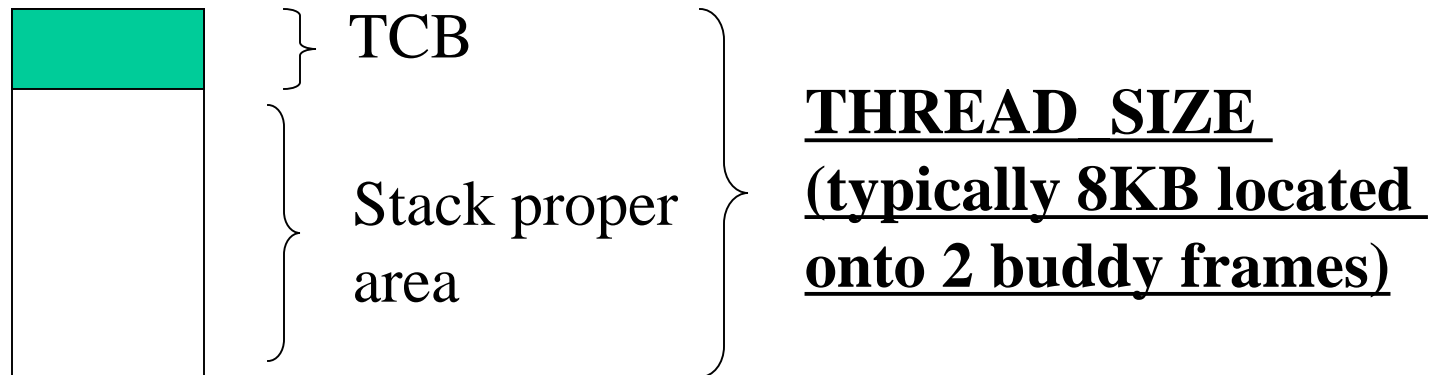 TCB
Stack proper
area
THREAD_SIZE
(typically 8KB located
onto 2 buddy frames)